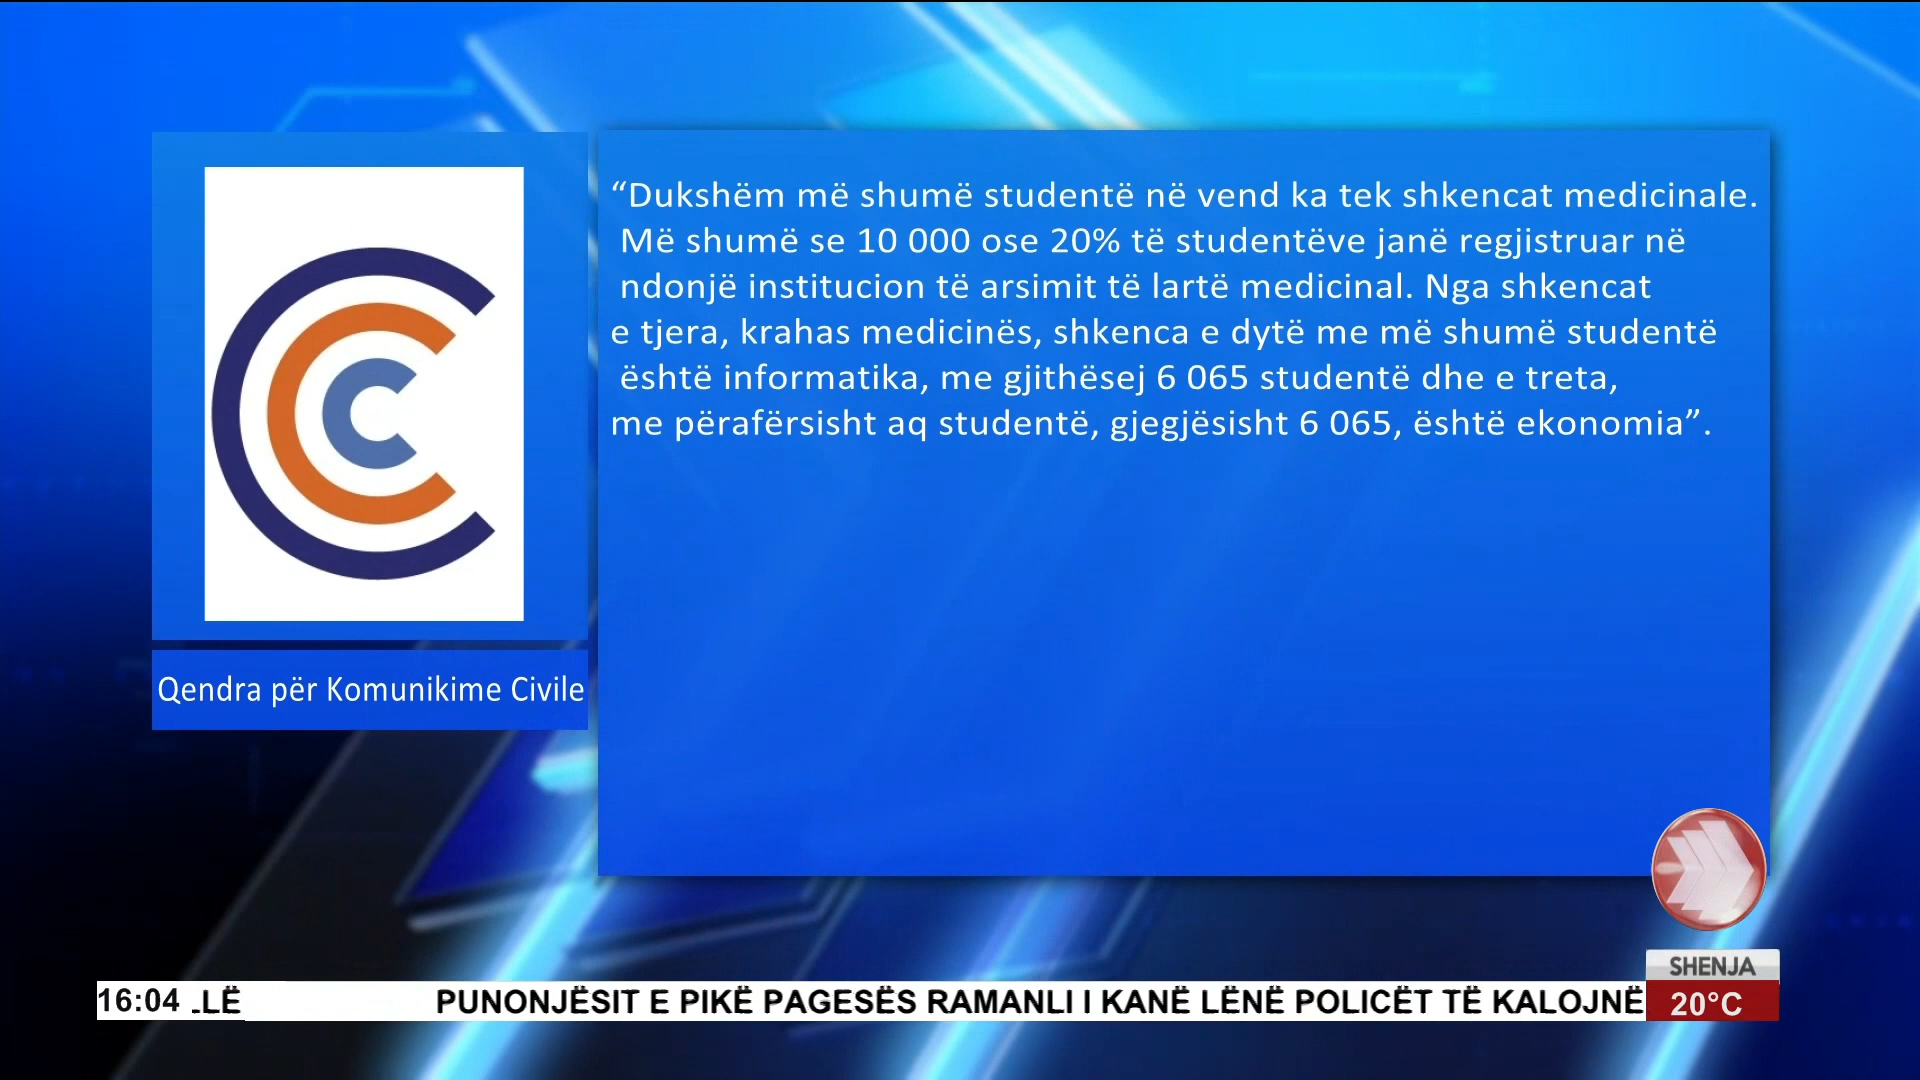 “Dukshëm më shumë studentë në vend ka tek shkencat medicinale.
Më shumë se 10 000 ose 20% të studentëve janë regjistruar në
ndonjë institucion të arsimit të lartë medicinal. Nga shkencat
e tjera, krahas medicinës, shkenca e dytë me më shumë studentë
është informatika, me gjithësej 6 065 studentë dhe e treta,
me përafërsisht aq studentë, gjegjësisht 6 065, është ekonomia”.
Qendra për Komunikime Civile
SHENJA
16:04 LLË PUNONJËSIT E PIKË PAGESËS RAMANLI I KANË LËNË POLICËT TË KALOJNË
20°C